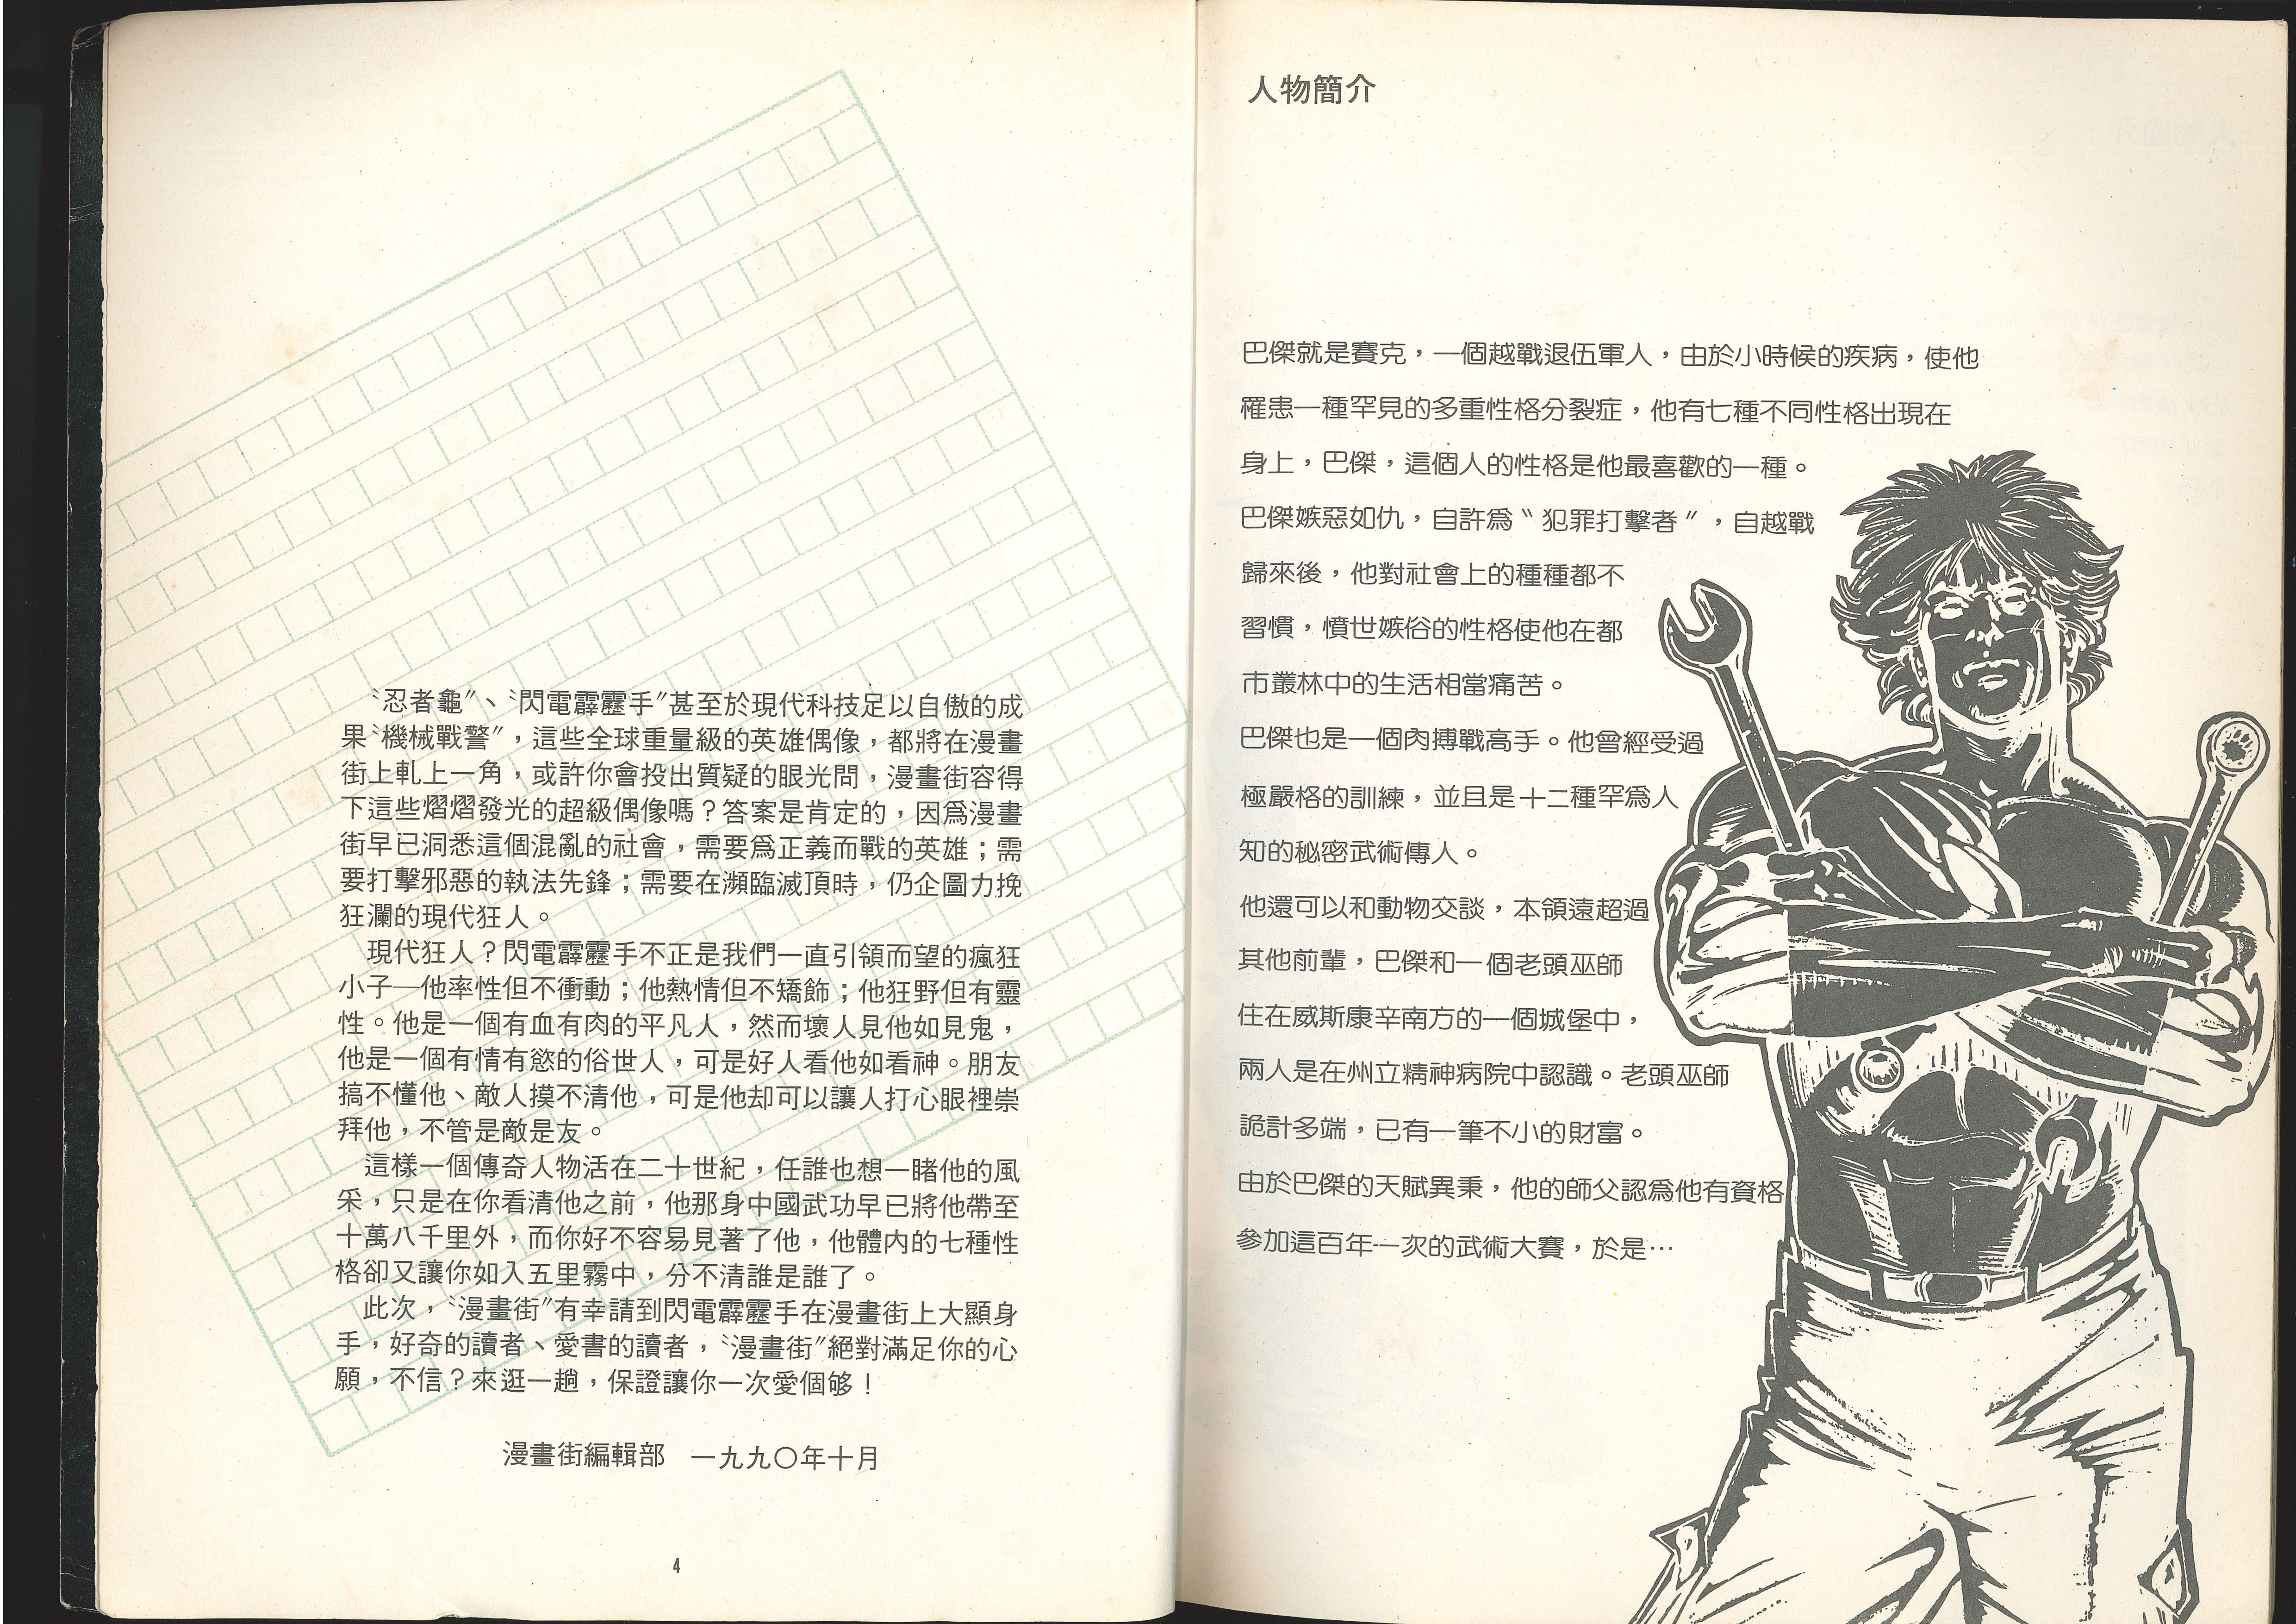 〝忍者龜〞、〝閃電霹靂手〞甚至於現代科技足以自傲的成
果〝機械戰警〞，這些全球重量級的英雄偶像，都將在漫畫
街上軋上一角，或許你會投出質疑的眼光問，漫畫街容得
下這些熠熠發光的超級偶像嗎？答案是肯定的，因爲漫畫
街早已洞悉這個混亂的社會，需要爲正義而戰的英雄；需
要打擊邪惡的執法先鋒；需要在瀕臨滅頂時，仍企圖力挽
狂瀾的現代狂人。
現代狂人？閃電霹靂手不正是我們一直引領而望的瘋狂
小子─他率性但不衝動；他熱情但不矯飾；他狂野但有靈
性。他是一個有血有肉的平凡人，然而壞人見他如見鬼，
他是一個有情有慾的俗世人，可是好人看他如看神。朋友
搞不懂他、敵人摸不清他，可是他却可以讓人打心眼裡崇
拜他，不管是敵是友。
這樣一個傳奇人物活在二十世紀，任誰也想一睹他的風
采，只是在你看清他之前，他那身中國武功早已將他帶至
十萬八千里外，而你好不容易見著了他，他體內的七種性
格卻又讓你如入五里霧中，分不清誰是誰了。
此次，〝漫畫街〞有幸請到閃電霹靂手在漫畫街上大顯身
手，好奇的讀者、愛書的讀者，〝漫畫街〞絕對滿足你的心
願，不信？來逛一趟，保證讓你一次愛個够！
漫畫街編輯部　一九九〇年十月
4
人物簡介
巴傑就是賽克，一個越戰退伍軍人，由於小時候的疾病，使他
罹患一種罕見的多重性格分裂症，他有七種不同性格出現在
身上，巴傑，這個人的性格是他最喜歡的一種。
巴傑嫉惡如仇，自許爲〝犯罪打擊者〞，自越戰
歸來後，他對社會上的種種都不
習慣，憤世嫉俗的性格使他在都
市叢林中的生活相當痛苦。
巴傑也是一個肉搏戰高手。他曾經受過
極嚴格的訓練，並且是十二種罕爲人
知的秘密武術傳人。
他還可以和動物交談，本領遠超過
其他前輩，巴傑和一個老頭巫師
住在威斯康辛南方的一個城堡中，
兩人是在州立精神病院中認識。老頭巫師
詭計多端，已有一筆不小的財富。
由於巴傑的天賦異秉，他的師父認爲他有資格
參加這百年一次的武術大賽，於是…